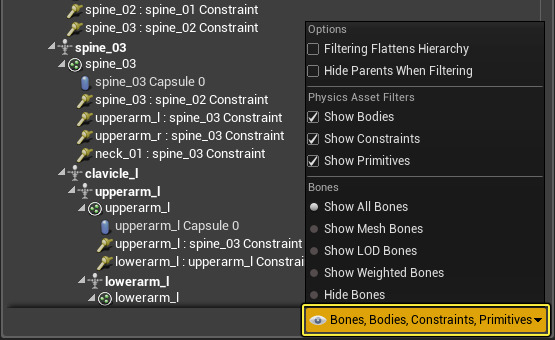 spine_02 : spine_01 Constraint
spine_03 : spine_02 Constraint
spine_03
spine_03
spine_03 Capsule 0
spine_03 : spine_02 Constraint
upperarm_l : spine_03 Constraint
upperarm_r : spine_03 Constraint
neck_01 : spine_03 Constraint
clavicle_l
upperarm_l
upperarm_l
upperarm_l Capsule 0
upperarm_l : spine_03 Constraint
lowerarm_l : upperarm_l Constrai
lowerarm_l
lowerarm_l
Options
Filtering Flattens Hierarchy
Hide Parents When Filtering
Physics Asset Filters
Show Bodies
Show Constraints
Show Primitives
Bones
Show All Bones
Show Mesh Bones
Show LOD Bones
Show Weighted Bones
Hide Bones
Bones, Bodies, Constraints, Primitives